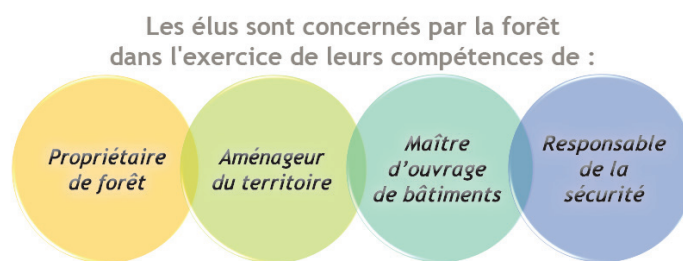 Les élus sont concernés par la forêt
dans l'exercice de leurs compétences de :
Propriétaire
de forêt
Aménageur
du territoire
Maître
d’ouvrage
de bâtiments
Responsable
de la
sécurité